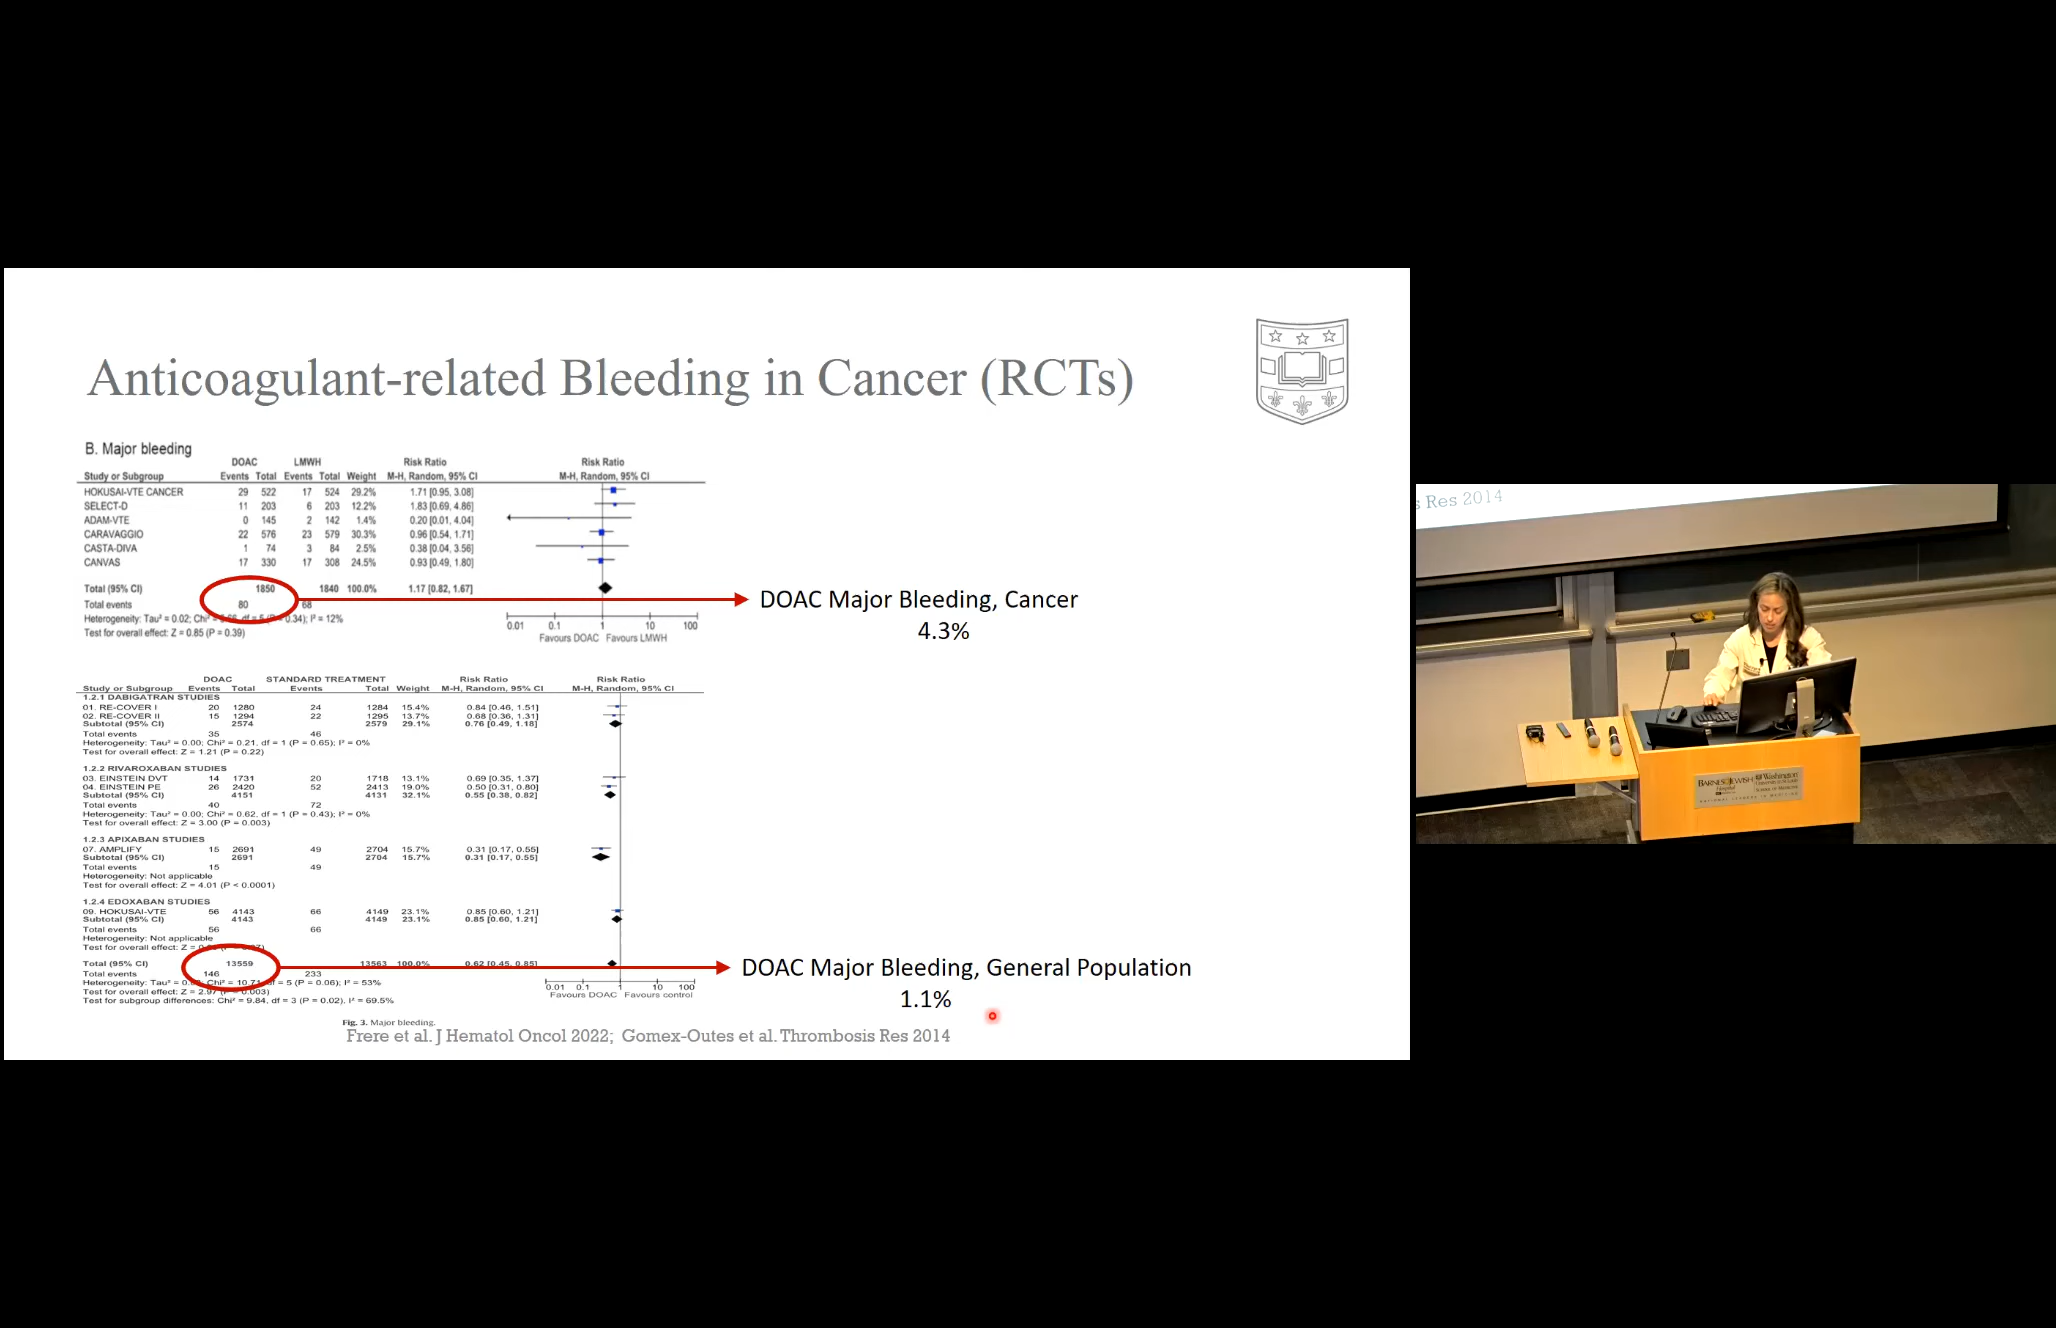 Anticoagulant-related Bleeding in Cancer (RCTs)
B. Major bleeding
DOAC LMWH Risk Ratio Risk Ratio
Study or Subgroup Events Total Events Total Weight M-H, Random, 95% CI M-H, Random, 95% CI
HOKUSAI-VTE CANCER 29 522 17 524 29.2% 1.71 [0.95, 3.08]
SELECT-D 11 203 6 203 12.2% 1.83 [0.69, 4.86]
ADAM-VTE 0 145 2 142 1.4% 0.20 [0.01, 4.04]
CARAVAGGIO 22 576 23 579 30.3% 0.96 [0.54, 1.71]
CASTA-DIVA 1 74 3 84 2.5% 0.38 [0.04, 3.56]
CANVAS 17 330 17 308 24.5% 0.93 [0.49, 1.80]
Total (95% CI) 1850 1840 100.0% 1.17 [0.82, 1.67]
Total events 80 68
Heterogeneity: Tau² = 0.02; Chi² = df = 5 (P = 0.34); I² = 12%
Test for overall effect: Z = 0.85 (P = 0.39)
0.01 0.1 1 10 100
Favours DOAC Favours LMWH
DOAC Major Bleeding, Cancer
4.3%
DOAC STANDARD TREATMENT Risk Ratio Risk Ratio
Study or Subgroup Events Total Events Total Weight M-H, Random, 95% CI M-H, Random, 95% CI
1.2.1 DABIGATRAN STUDIES
01. RE-COVER I 20 1280 24 1284 15.4% 0.84 [0.46, 1.51]
02. RE-COVER II 15 1294 22 1295 13.7% 0.68 [0.36, 1.31]
Subtotal (95% CI) 2574 2579 29.1% 0.76 [0.49, 1.18]
Total events 35 46
Heterogeneity: Tau² = 0.00; Chi² = 0.21, df = 1 (P = 0.65); I² = 0%
Test for overall effect: Z = 1.21 (P = 0.22)
1.2.2 RIVAROXABAN STUDIES
03. EINSTEIN DVT 14 1731 20 1718 13.1% 0.69 [0.35, 1.37]
04. EINSTEIN PE 26 2420 52 2413 19.0% 0.50 [0.31, 0.80]
Subtotal (95% CI) 4151 4131 32.1% 0.55 [0.38, 0.82]
Total events 40 72
Heterogeneity: Tau² = 0.00; Chi² = 0.62, df = 1 (P = 0.43); I² = 0%
Test for overall effect: Z = 3.00 (P = 0.003)
1.2.3 APIXABAN STUDIES
07. AMPLIFY 15 2691 49 2704 15.7% 0.31 [0.17, 0.55]
Subtotal (95% CI) 2691 2704 15.7% 0.31 [0.17, 0.55]
Total events 15 49
Heterogeneity: Not applicable
Test for overall effect: Z = 4.01 (P < 0.0001)
1.2.4 EDOXABAN STUDIES
09. HOKUSAI-VTE 56 4143 66 4149 23.1% 0.85 [0.60, 1.21]
Subtotal (95% CI) 4143 4149 23.1% 0.85 [0.60, 1.21]
Total events 56 66
Heterogeneity: Not applicable
Test for overall effect: Z =
Total (95% CI) 13559 13563 100.0% 0.62 [0.45, 0.85]
Total events 146 233
Heterogeneity: Tau² = Chi² = 5 (P = 0.06); I² = 53%
Test for overall effect: Z =
Test for subgroup differences: Chi² = 9.84, df = 3 (P = 0.02), I² = 69.5%
0.01 0.1 1 10 100
Favours DOAC Favours control
DOAC Major Bleeding, General Population
1.1%
Fig. 3. Major bleeding.
Frere et al. J Hematol Oncol 2022; Gomex-Outes et al. Thrombosis Res 2014
s Res 2014
BARNES JEWISH Hospital
Washington